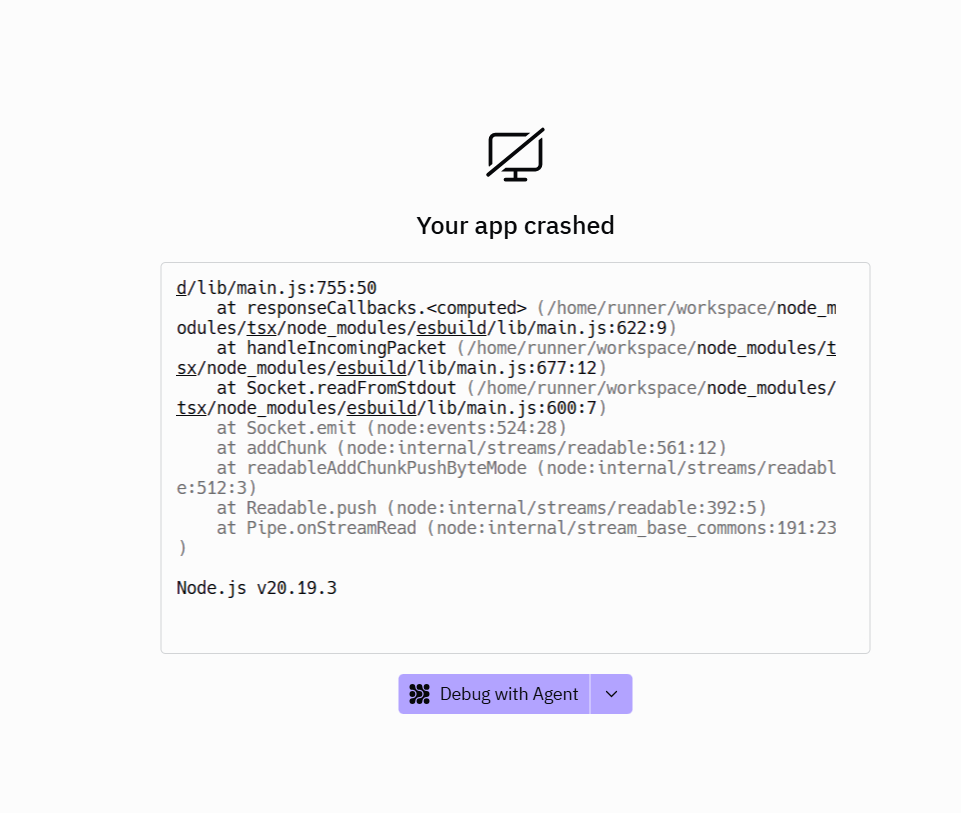 Your app crashed
d/lib/main.js:755:50
    at responseCallbacks.<computed> (/home/runner/workspace/node_m
odules/tsx/node_modules/esbuild/lib/main.js:622:9)
    at handleIncomingPacket (/home/runner/workspace/node_modules/t
sx/node_modules/esbuild/lib/main.js:677:12)
    at Socket.readFromStdout (/home/runner/workspace/node_modules/
tsx/node_modules/esbuild/lib/main.js:600:7)
    at Socket.emit (node:events:524:28)
    at addChunk (node:internal/streams/readable:561:12)
    at readableAddChunkPushByteMode (node:internal/streams/readabl
e:512:3)
    at Readable.push (node:internal/streams/readable:392:5)
    at Pipe.onStreamRead (node:internal/stream_base_commons:191:23
)
Node.js v20.19.3
Debug with Agent